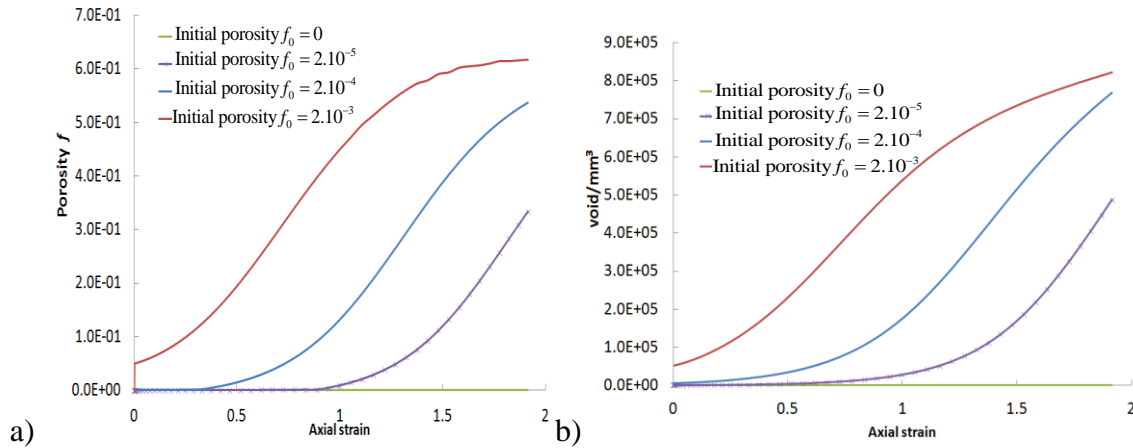 7.0E-01
6.0E-01
5.0E-01
4.0E-01
3.0E-01
2.0E-01
1.0E-01
0.0E+00
Porosity f
Initial porosity f₀ = 0
Initial porosity f₀ = 2.10⁻⁵
Initial porosity f₀ = 2.10⁻⁴
Initial porosity f₀ = 2.10⁻³
0 0.5 1 1.5 2
Axial strain
a)
9.0E+05
8.0E+05
7.0E+05
6.0E+05
5.0E+05
4.0E+05
3.0E+05
2.0E+05
1.0E+05
0.0E+00
void/mm³
Initial porosity f₀ = 0
Initial porosity f₀ = 2.10⁻⁵
Initial porosity f₀ = 2.10⁻⁴
Initial porosity f₀ = 2.10⁻³
0 0.5 1 1.5 2
Axial strain
b)